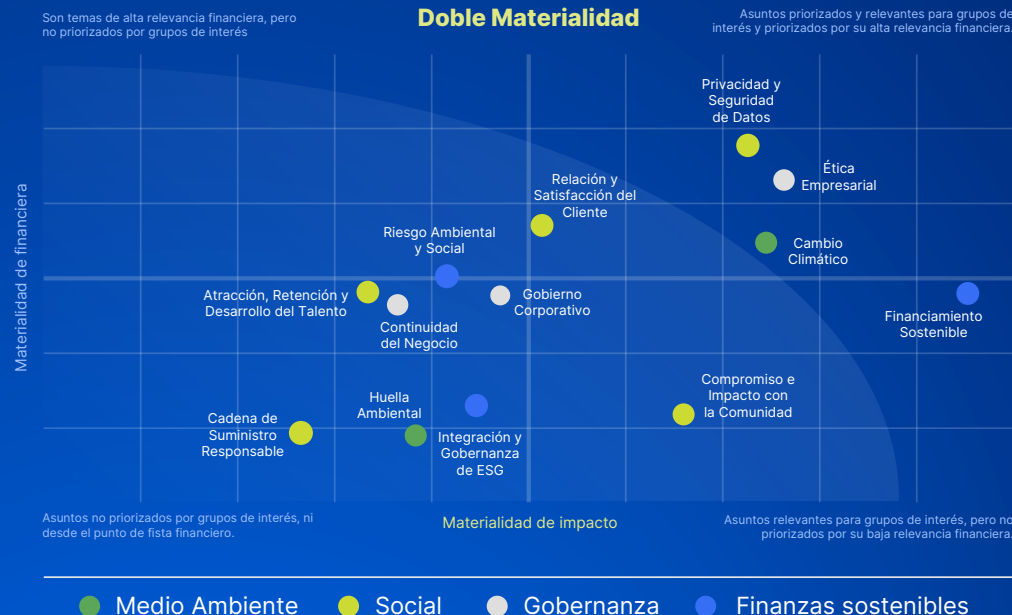 Doble Materialidad
Son temas de alta relevancia financiera, pero
no priorizados por grupos de interés
Asuntos priorizados y relevantes para grupos de
interés y priorizados por su alta relevancia financiera.
Materialidad de financiera
Privacidad y
Seguridad
de Datos
Ética
Empresarial
Relación y
Satisfacción del
Cliente
Riesgo Ambiental
y Social
Cambio
Climático
Atracción, Retención y
Desarrollo del Talento
Gobierno
Corporativo
Continuidad
del Negocio
Financiamiento
Sostenible
Compromiso e
Impacto con
la Comunidad
Huella
Ambiental
Cadena de
Suministro
Responsable
Integración y
Gobernanza
de ESG
Asuntos no priorizados por grupos de interés, ni
desde el punto de fista financiero.
Materialidad de impacto
Asuntos relevantes para grupos de interés, pero no
priorizados por su baja relevancia financiera.
Medio Ambiente
Social
Gobernanza
Finanzas sostenibles